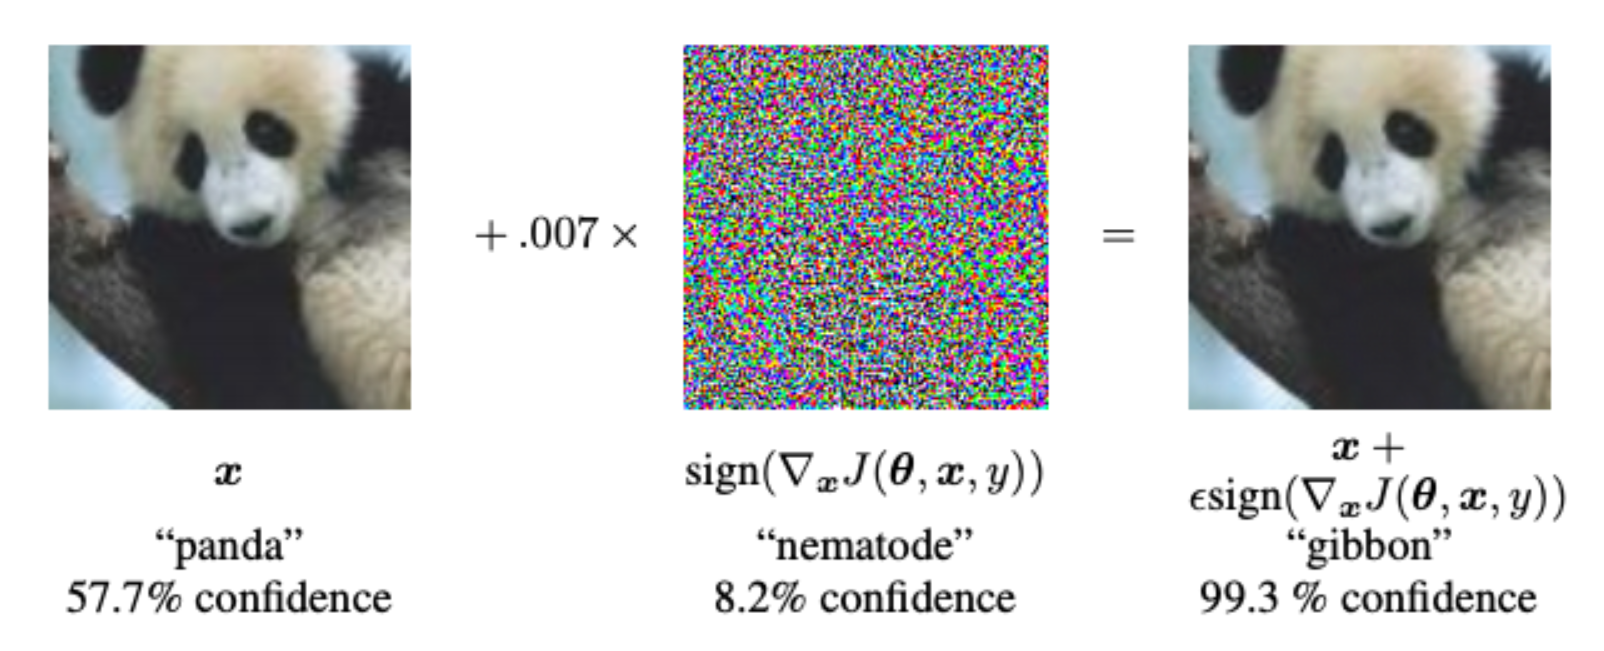 + .007 ×
=
x
“panda”
57.7% confidence
sign(∇ₓJ(θ, x, y))
“nematode”
8.2% confidence
x +
ϵsign(∇ₓJ(θ, x, y))
“gibbon”
99.3 % confidence